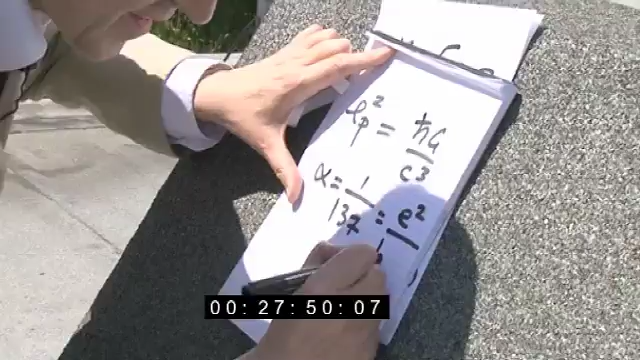 ℓp² = ħG / c³
α = 1 / 137 = e² /
00:27:50:07